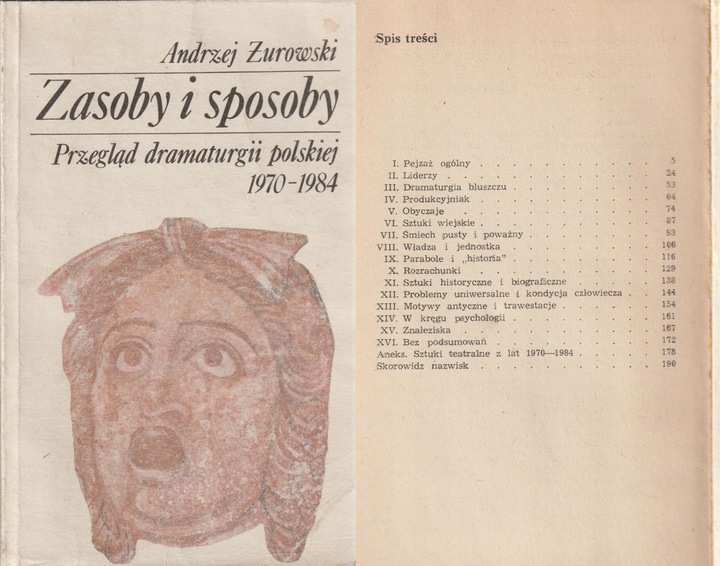 Andrzej Żurowski
Zasoby i sposoby
Przegląd dramaturgii polskiej
1970-1984
Spis treści
I. Pejzaż ogólny . . . . . . . . . . . . . 5
II. Liderzy . . . . . . . . . . . . . 24
III. Dramaturgia bluszczu . . . . . . . . . . . 53
IV. Produkcyjniak . . . . . . . . . . . . 64
V. Obyczaje . . . . . . . . . . . . . 74
VI. Sztuki wiejskie . . . . . . . . . . . . 87
VII. Śmiech pusty i poważny . . . . . . . . . . 93
VIII. Władza i jednostka . . . . . . . . . . . 106
IX. Parabole i „historia” . . . . . . . . . . . 116
X. Rozrachunki . . . . . . . . . . . . 129
XI. Sztuki historyczne i biograficzne . . . . . . . . 138
XII. Problemy uniwersalne i kondycja człowiecza . . . 144
XIII. Motywy antyczne i trawestacje . . . . . . . . 154
XIV. W kręgu psychologii . . . . . . . . . . 161
XV. Znaleziska . . . . . . . . . . . . 167
XVI. Bez podsumowań . . . . . . . . . . . 172
Aneks. Sztuki teatralne z lat 1970—1984 . . . . . . . 178
Skorowidz nazwisk . . . . . . . . . . . . 190